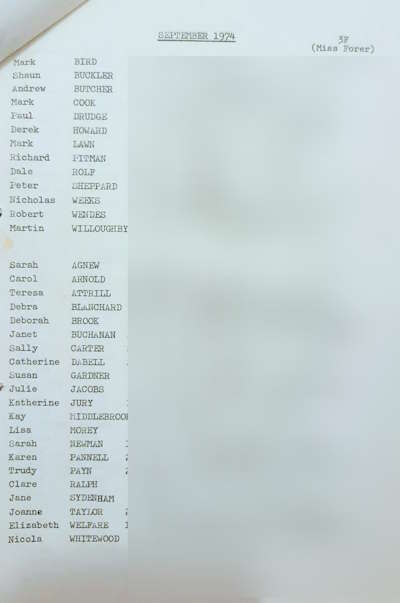 SEPTEMBER 1974
3F
(Miss Forer)
Mark BIRD
Shaun BUCKLER
Andrew BUTCHER
Mark COOK
Paul DRUDGE
Derek HOWARD
Mark LAWN
Richard PITMAN
Dale ROLF
Peter SHEPPARD
Nicholas WEEKS
Robert WENDES
Martin WILLOUGHBY
Sarah AGNEW
Carol ARNOLD
Teresa ATTRILL
Debra BLANCHARD
Deborah BROOK
Janet BUCHANAN
Sally CARTER
Catherine DABELL
Susan GARDNER
Julie JACOBS
Katherine JURY
Kay MIDDLEBROO
Lisa MOREY
Sarah NEWMAN
Karen PANNELL
Trudy PAYN
Clare RALPH
Jane SYDENHAM
Joanne TAYLOR
Elizabeth WELFARE
Nicola WHITEWOOD